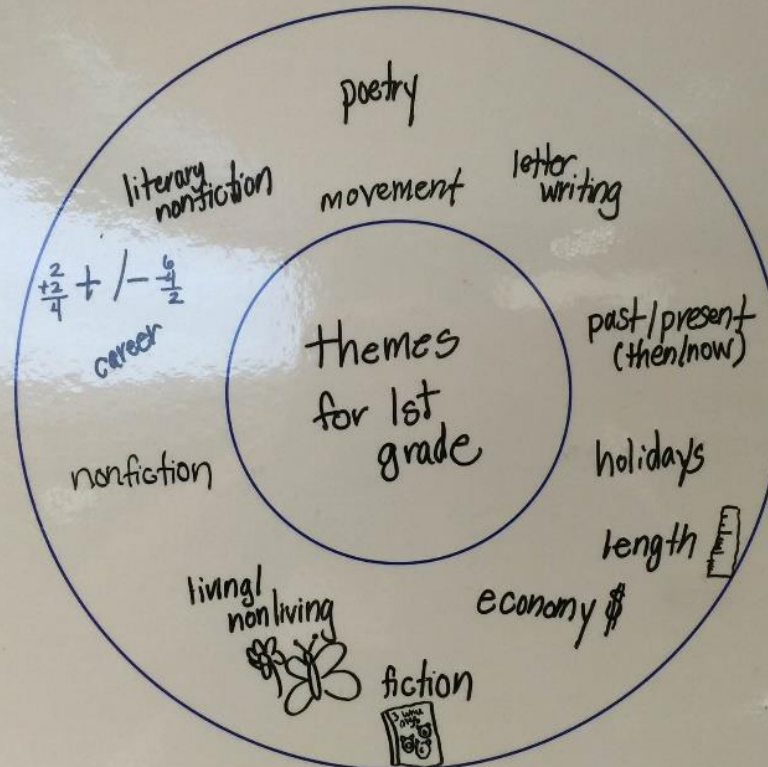 poetry
literary
nonfiction
movement
letter
writing
2
+2
4
+/-
6
-4
2
career
themes
for 1st
grade
past/present
(then/now)
nonfiction
holidays
length
living/
nonliving
economy $
fiction